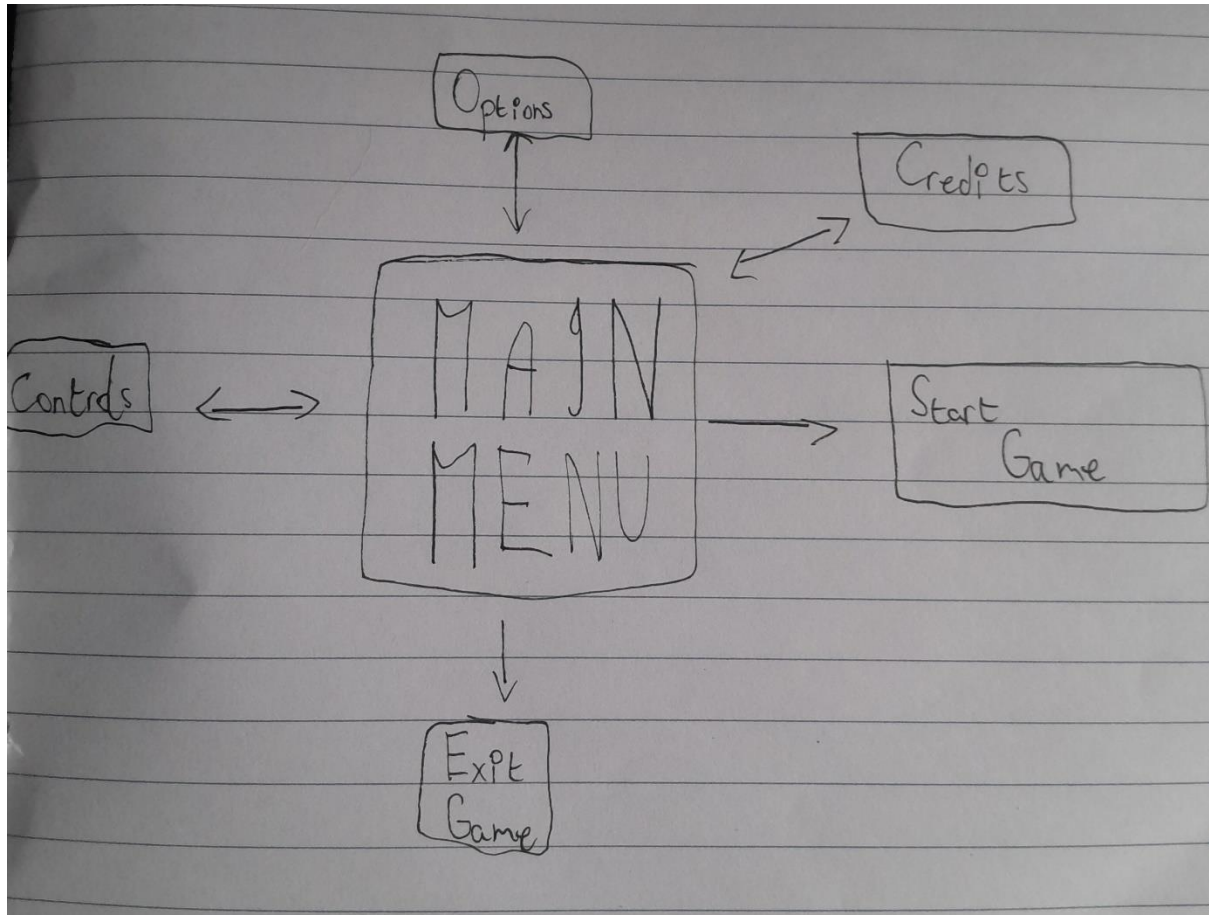 Options
Credits
MAIN
MENU
Controls
Start
Game
Exit
Game